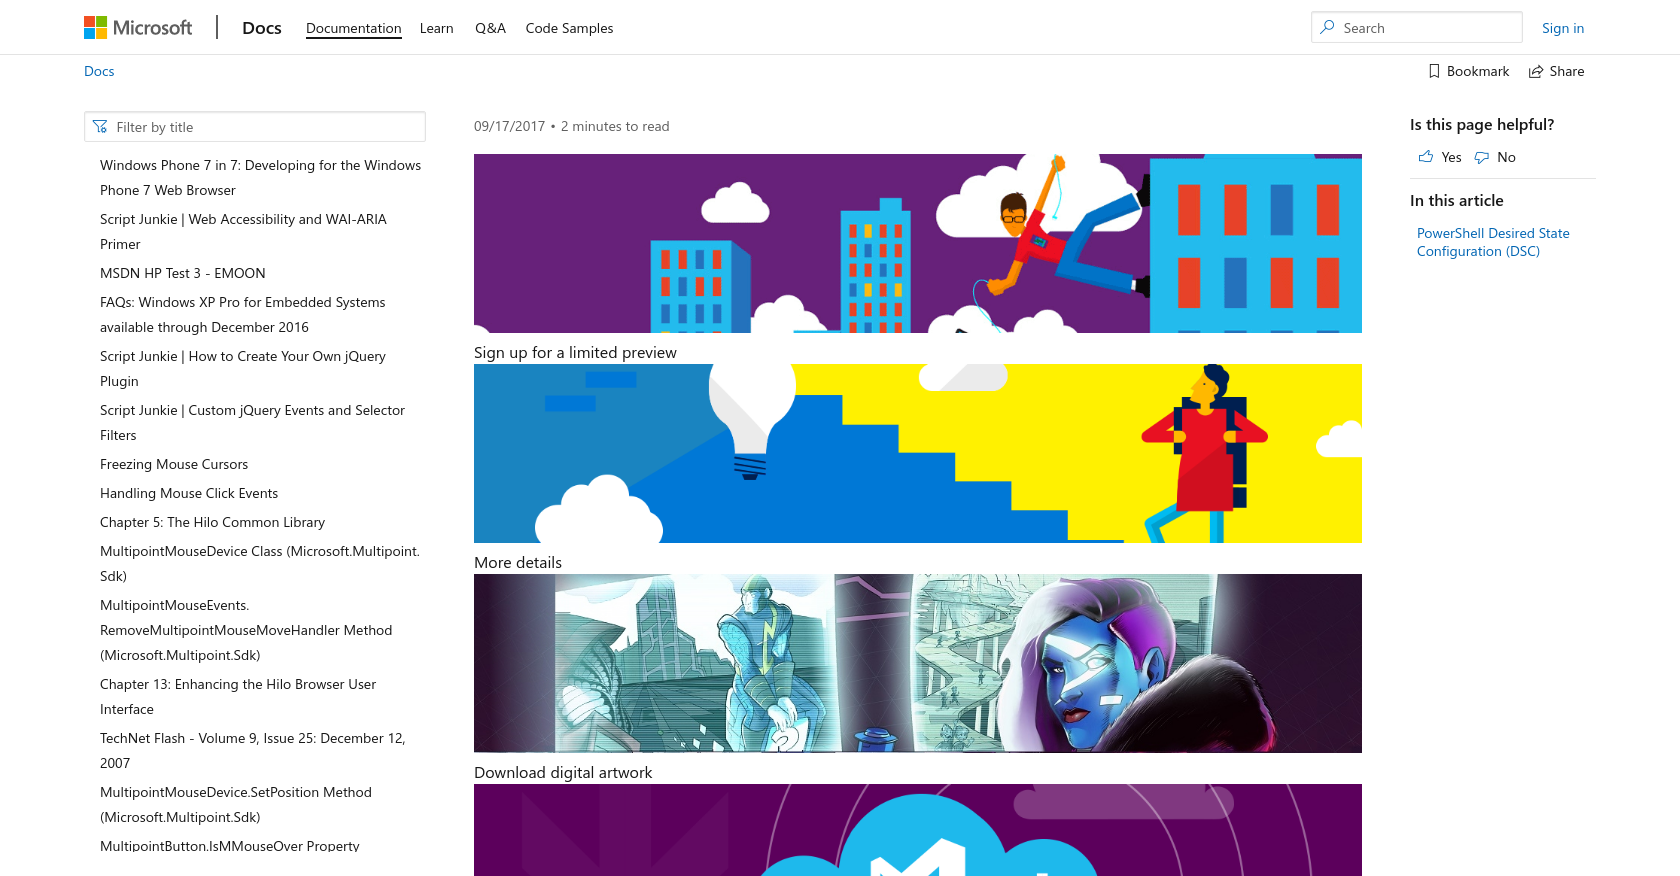 Microsoft
Docs
Documentation
Learn
Q&A
Code Samples
Search
Sign in
Docs
Bookmark
Share
Filter by title
Windows Phone 7 in 7: Developing for the Windows
Phone 7 Web Browser
Script Junkie | Web Accessibility and WAI-ARIA
Primer
MSDN HP Test 3 - EMOON
FAQs: Windows XP Pro for Embedded Systems
available through December 2016
Script Junkie | How to Create Your Own jQuery
Plugin
Script Junkie | Custom jQuery Events and Selector
Filters
Freezing Mouse Cursors
Handling Mouse Click Events
Chapter 5: The Hilo Common Library
MultipointMouseDevice Class (Microsoft.Multipoint.
Sdk)
MultipointMouseEvents.
RemoveMultipointMouseMoveHandler Method
(Microsoft.Multipoint.Sdk)
Chapter 13: Enhancing the Hilo Browser User
Interface
TechNet Flash - Volume 9, Issue 25: December 12,
2007
MultipointMouseDevice.SetPosition Method
(Microsoft.Multipoint.Sdk)
MultipointButton.IsMMouseOver Property
09/17/2017 • 2 minutes to read
Sign up for a limited preview
More details
Download digital artwork
Is this page helpful?
Yes
No
In this article
PowerShell Desired State
Configuration (DSC)